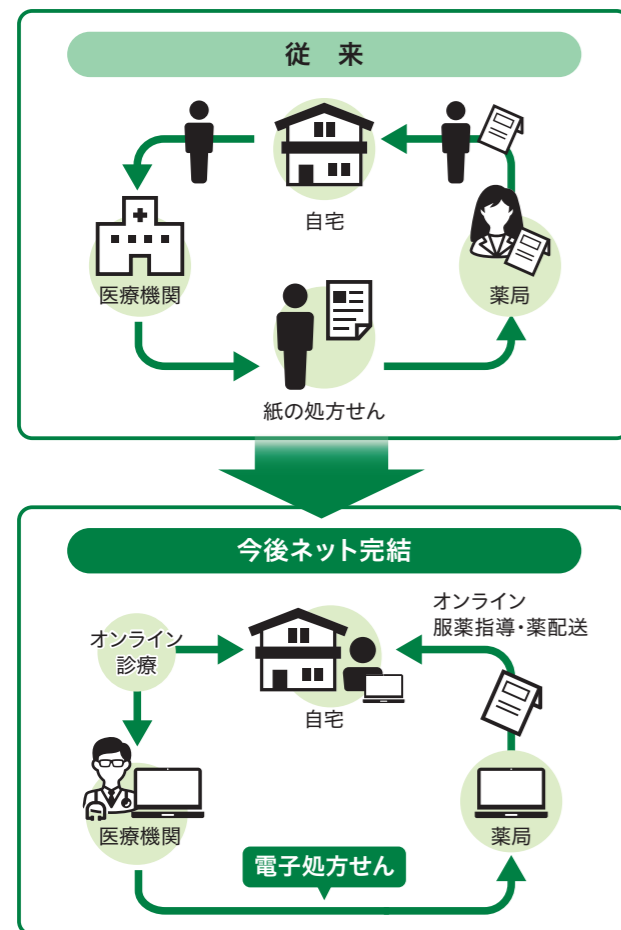 従　来
自宅
医療機関
薬局
紙の処方せん
今後ネット完結
オンライン
服薬指導・薬配送
オンライン
診療
自宅
医療機関
薬局
電子処方せん